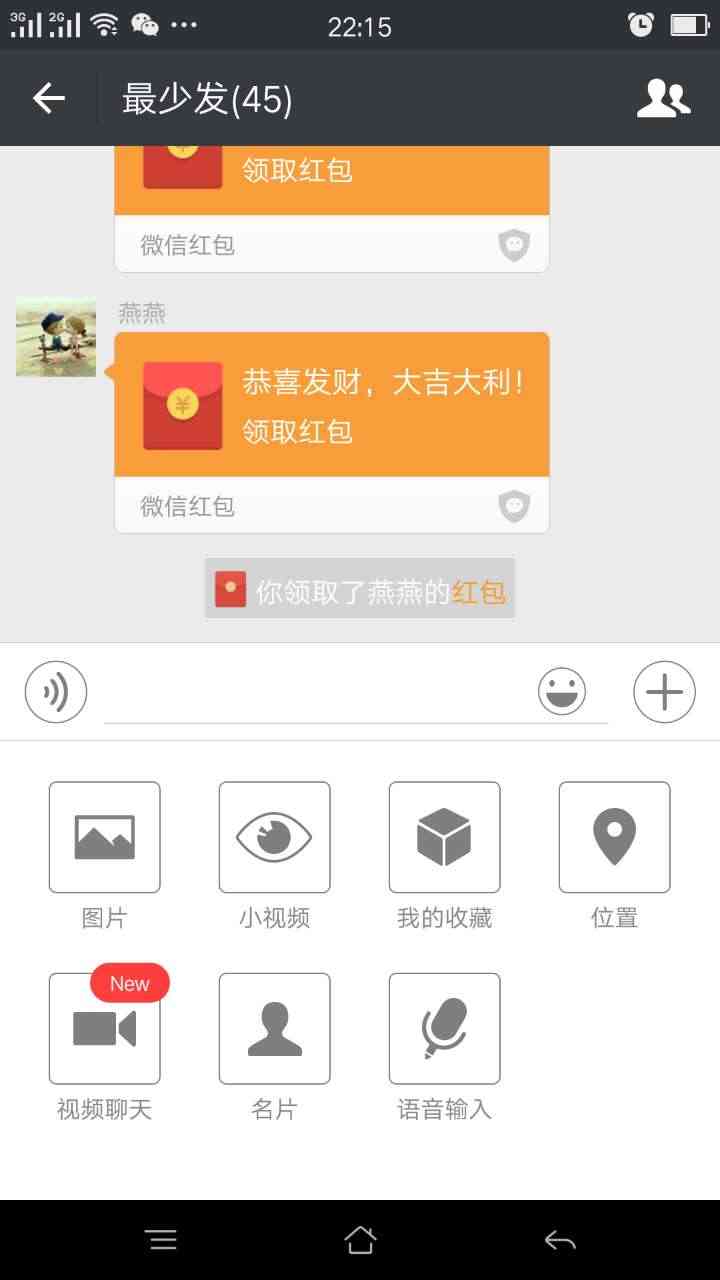 3G 2G 22:15
最少发(45)
领取红包
微信红包
燕燕
恭喜发财，大吉大利！
领取红包
微信红包
你领取了燕燕的红包
图片 小视频 我的收藏 位置
New
视频聊天 名片 语音输入